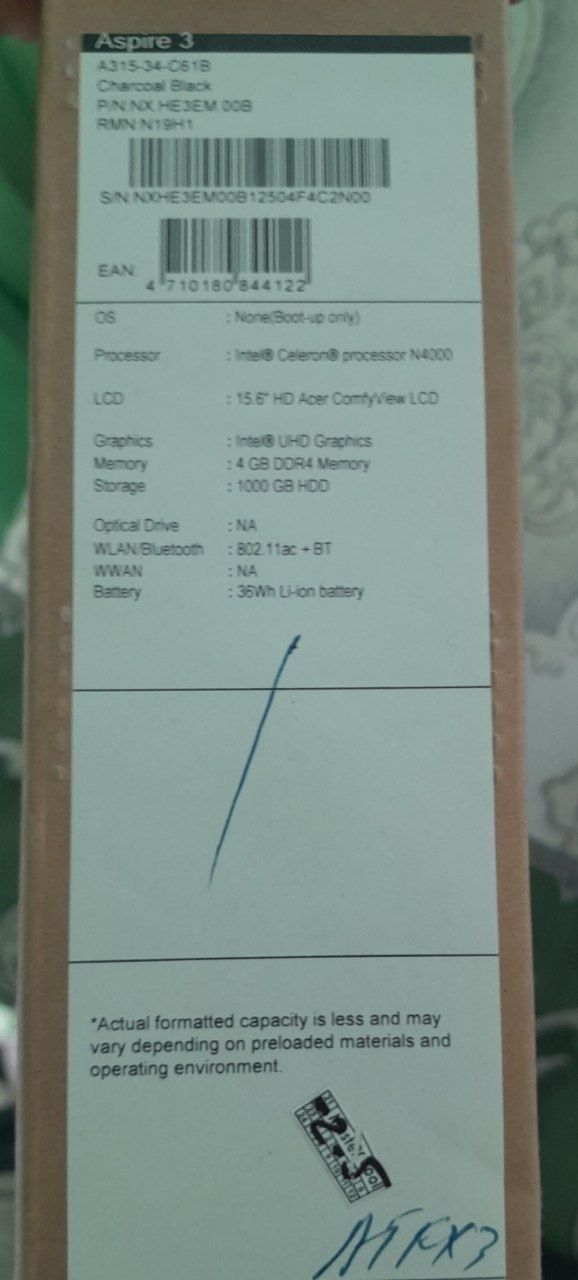 Aspire 3
A315-34-C61B
Charcoal Black
P/N:NX.HE3EM.00B
RMN:N19H1
S/N:NXHE3EM00B12504F4C2N00
EAN:
4 710180 844122
OS : None(Boot-up only)
Processor : Intel® Celeron® processor N4000
LCD : 15.6" HD Acer ComfyView LCD
Graphics : Intel® UHD Graphics
Memory : 4 GB DDR4 Memory
Storage : 1000 GB HDD
Optical Drive : NA
WLAN/Bluetooth : 802.11ac + BT
WWAN : NA
Battery : 36Wh Li-ion battery
*Actual formatted capacity is less and may
vary depending on preloaded materials and
operating environment.